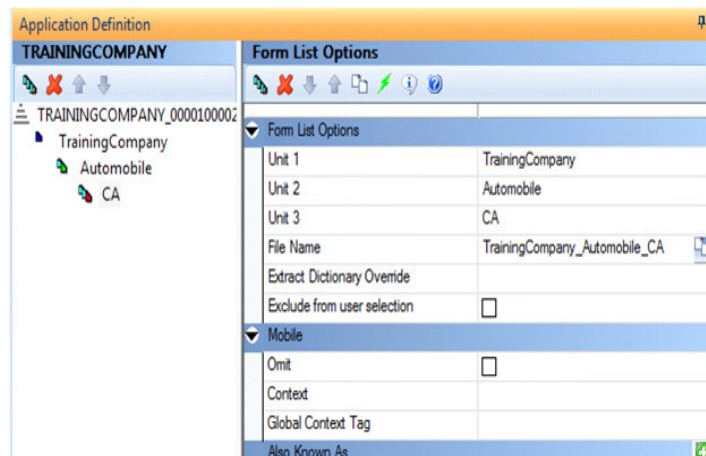 Application Definition
TRAININGCOMPANY
TRAININGCOMPANY_0000100002
TrainingCompany
Automobile
CA
Form List Options
Form List Options
Unit 1 TrainingCompany
Unit 2 Automobile
Unit 3 CA
File Name TrainingCompany_Automobile_CA
Extract Dictionary Override
Exclude from user selection
Mobile
Omit
Context
Global Context Tag
Also Known As